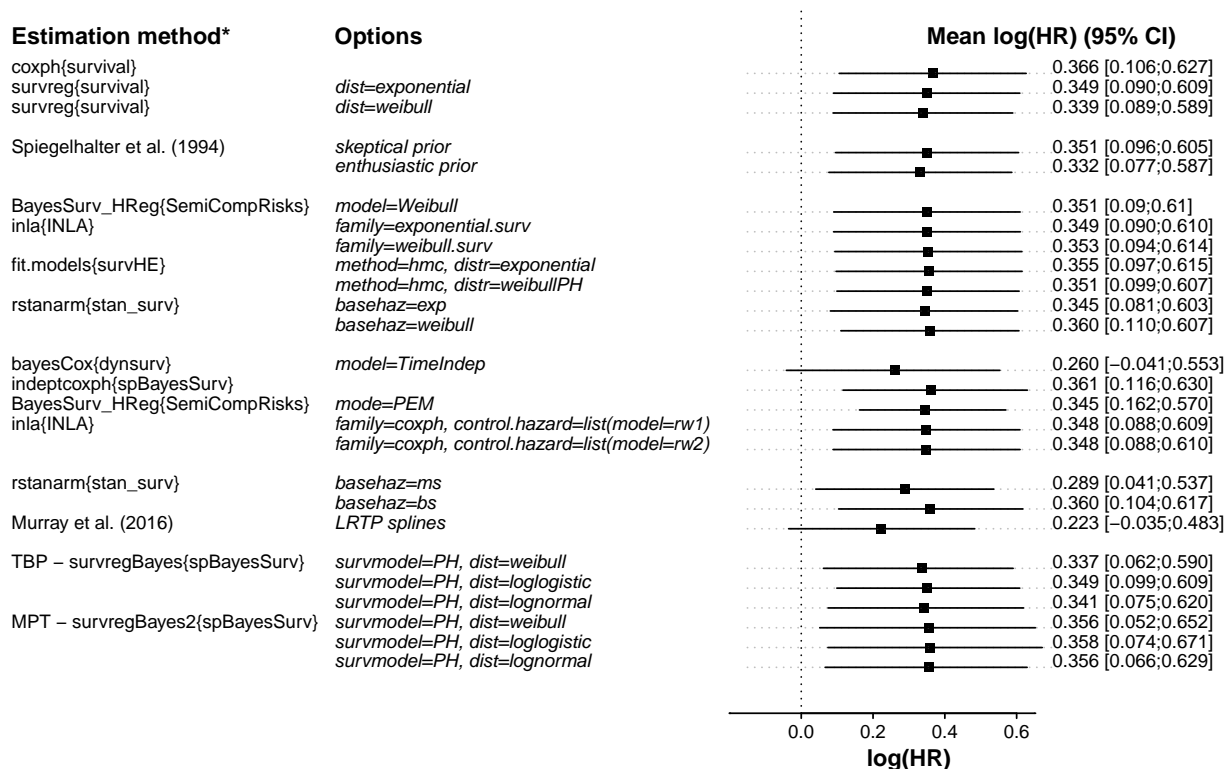 Estimation method* Options Mean log(HR) (95% CI)
coxph{survival} 0.366 [0.106;0.627]
survreg{survival} dist=exponential 0.349 [0.090;0.609]
survreg{survival} dist=weibull 0.339 [0.089;0.589]
Spiegelhalter et al. (1994) skeptical prior 0.351 [0.096;0.605]
enthusiastic prior 0.332 [0.077;0.587]
BayesSurv_HReg{SemiCompRisks} model=Weibull 0.351 [0.09;0.61]
inla{INLA} family=exponential.surv 0.349 [0.090;0.610]
family=weibull.surv 0.353 [0.094;0.614]
fit.models{survHE} method=hmc, distr=exponential 0.355 [0.097;0.615]
method=hmc, distr=weibullPH 0.351 [0.099;0.607]
rstanarm{stan_surv} basehaz=exp 0.345 [0.081;0.603]
basehaz=weibull 0.360 [0.110;0.607]
bayesCox{dynsurv} model=TimeIndep 0.260 [−0.041;0.553]
indeptcoxph{spBayesSurv} 0.361 [0.116;0.630]
BayesSurv_HReg{SemiCompRisks} mode=PEM 0.345 [0.162;0.570]
inla{INLA} family=coxph, control.hazard=list(model=rw1) 0.348 [0.088;0.609]
family=coxph, control.hazard=list(model=rw2) 0.348 [0.088;0.610]
rstanarm{stan_surv} basehaz=ms 0.289 [0.041;0.537]
basehaz=bs 0.360 [0.104;0.617]
Murray et al. (2016) LRTP splines 0.223 [−0.035;0.483]
TBP − survregBayes{spBayesSurv} survmodel=PH, dist=weibull 0.337 [0.062;0.590]
survmodel=PH, dist=loglogistic 0.349 [0.099;0.609]
survmodel=PH, dist=lognormal 0.341 [0.075;0.620]
MPT − survregBayes2{spBayesSurv} survmodel=PH, dist=weibull 0.356 [0.052;0.652]
survmodel=PH, dist=loglogistic 0.358 [0.074;0.671]
survmodel=PH, dist=lognormal 0.356 [0.066;0.629]
0.0 0.2 0.4 0.6
log(HR)